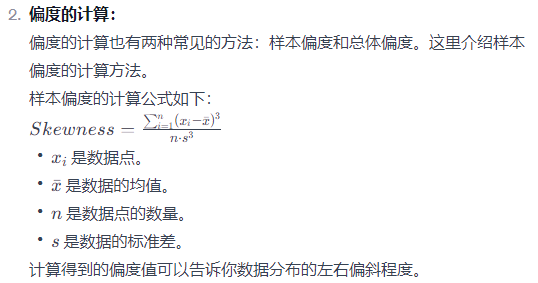 2. 偏度的计算：
偏度的计算也有两种常见的方法：样本偏度和总体偏度。这里介绍样本
偏度的计算方法。
样本偏度的计算公式如下：
$Skewness = \frac{\sum_{i=1}^{n}(x_i-\bar{x})^3}{n \cdot s^3}$
• $x_i$ 是数据点。
• $\bar{x}$ 是数据的均值。
• $n$ 是数据点的数量。
• $s$ 是数据的标准差。
计算得到的偏度值可以告诉你数据分布的左右偏斜程度。